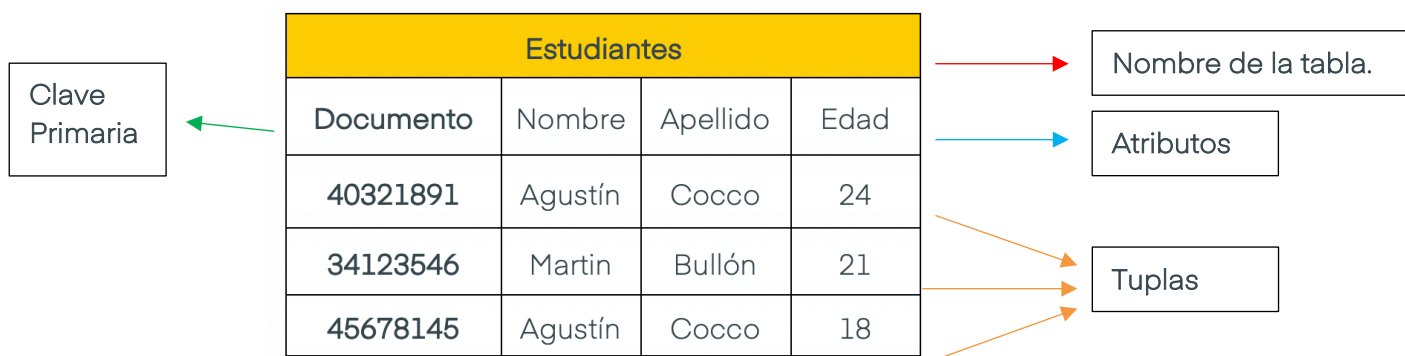 Estudiantes
Nombre de la tabla.
Clave
Primaria
Documento Nombre Apellido Edad
Atributos
40321891 Agustín Cocco 24
34123546 Martin Bullón 21
Tuplas
45678145 Agustín Cocco 18